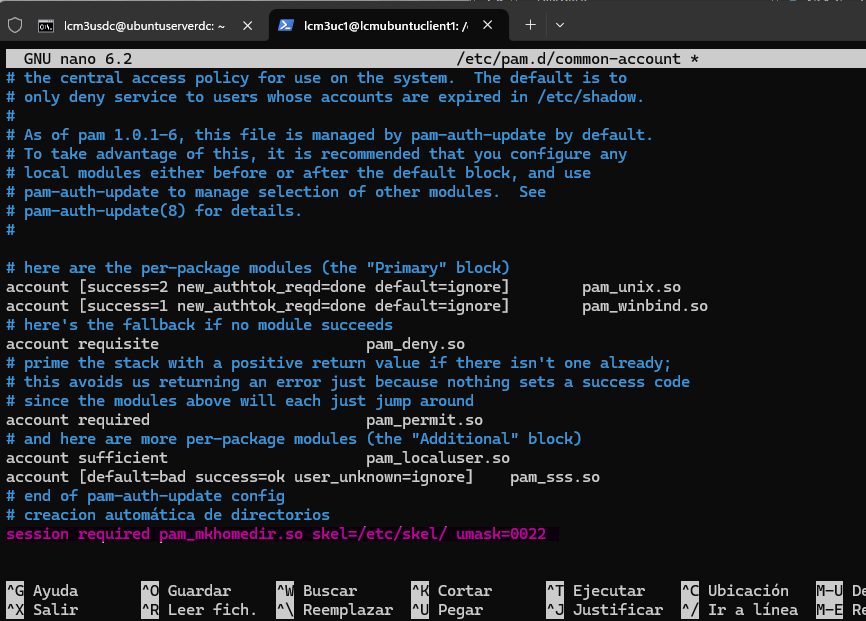 lcm3usdc@ubuntuserverdc: ~
lcm3uc1@lcmubuntuclient1: /
GNU nano 6.2 /etc/pam.d/common-account *
# the central access policy for use on the system.  The default is to
# only deny service to users whose accounts are expired in /etc/shadow.
#
# As of pam 1.0.1-6, this file is managed by pam-auth-update by default.
# To take advantage of this, it is recommended that you configure any
# local modules either before or after the default block, and use
# pam-auth-update to manage selection of other modules.  See
# pam-auth-update(8) for details.
#
# here are the per-package modules (the "Primary" block)
account [success=2 new_authtok_reqd=done default=ignore]        pam_unix.so
account [success=1 new_authtok_reqd=done default=ignore]        pam_winbind.so
# here's the fallback if no module succeeds
account requisite                       pam_deny.so
# prime the stack with a positive return value if there isn't one already;
# this avoids us returning an error just because nothing sets a success code
# since the modules above will each just jump around
account required                        pam_permit.so
# and here are more per-package modules (the "Additional" block)
account sufficient                      pam_localuser.so
account [default=bad success=ok user_unknown=ignore]    pam_sss.so
# end of pam-auth-update config
# creacion automática de directorios
session required pam_mkhomedir.so skel=/etc/skel/ umask=0022
^G Ayuda ^O Guardar ^W Buscar ^K Cortar ^T Ejecutar ^C Ubicación M-U De
^X Salir ^R Leer fich. ^\ Reemplazar ^U Pegar ^J Justificar ^/ Ir a línea M-E Re